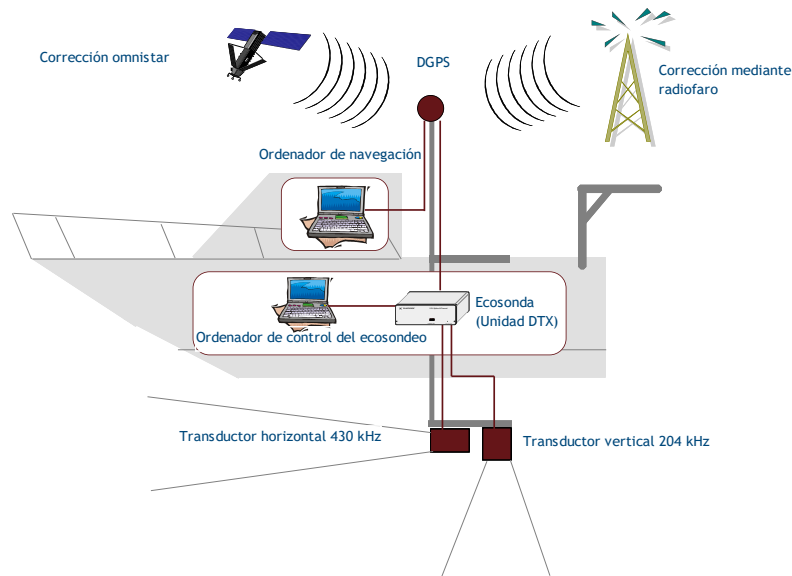 Corrección omnistar
DGPS
Corrección mediante
radiofaro
Ordenador de navegación
Ecosonda
(Unidad DTX)
Ordenador de control del ecosondeo
Transductor horizontal 430 kHz
Transductor vertical 204 kHz